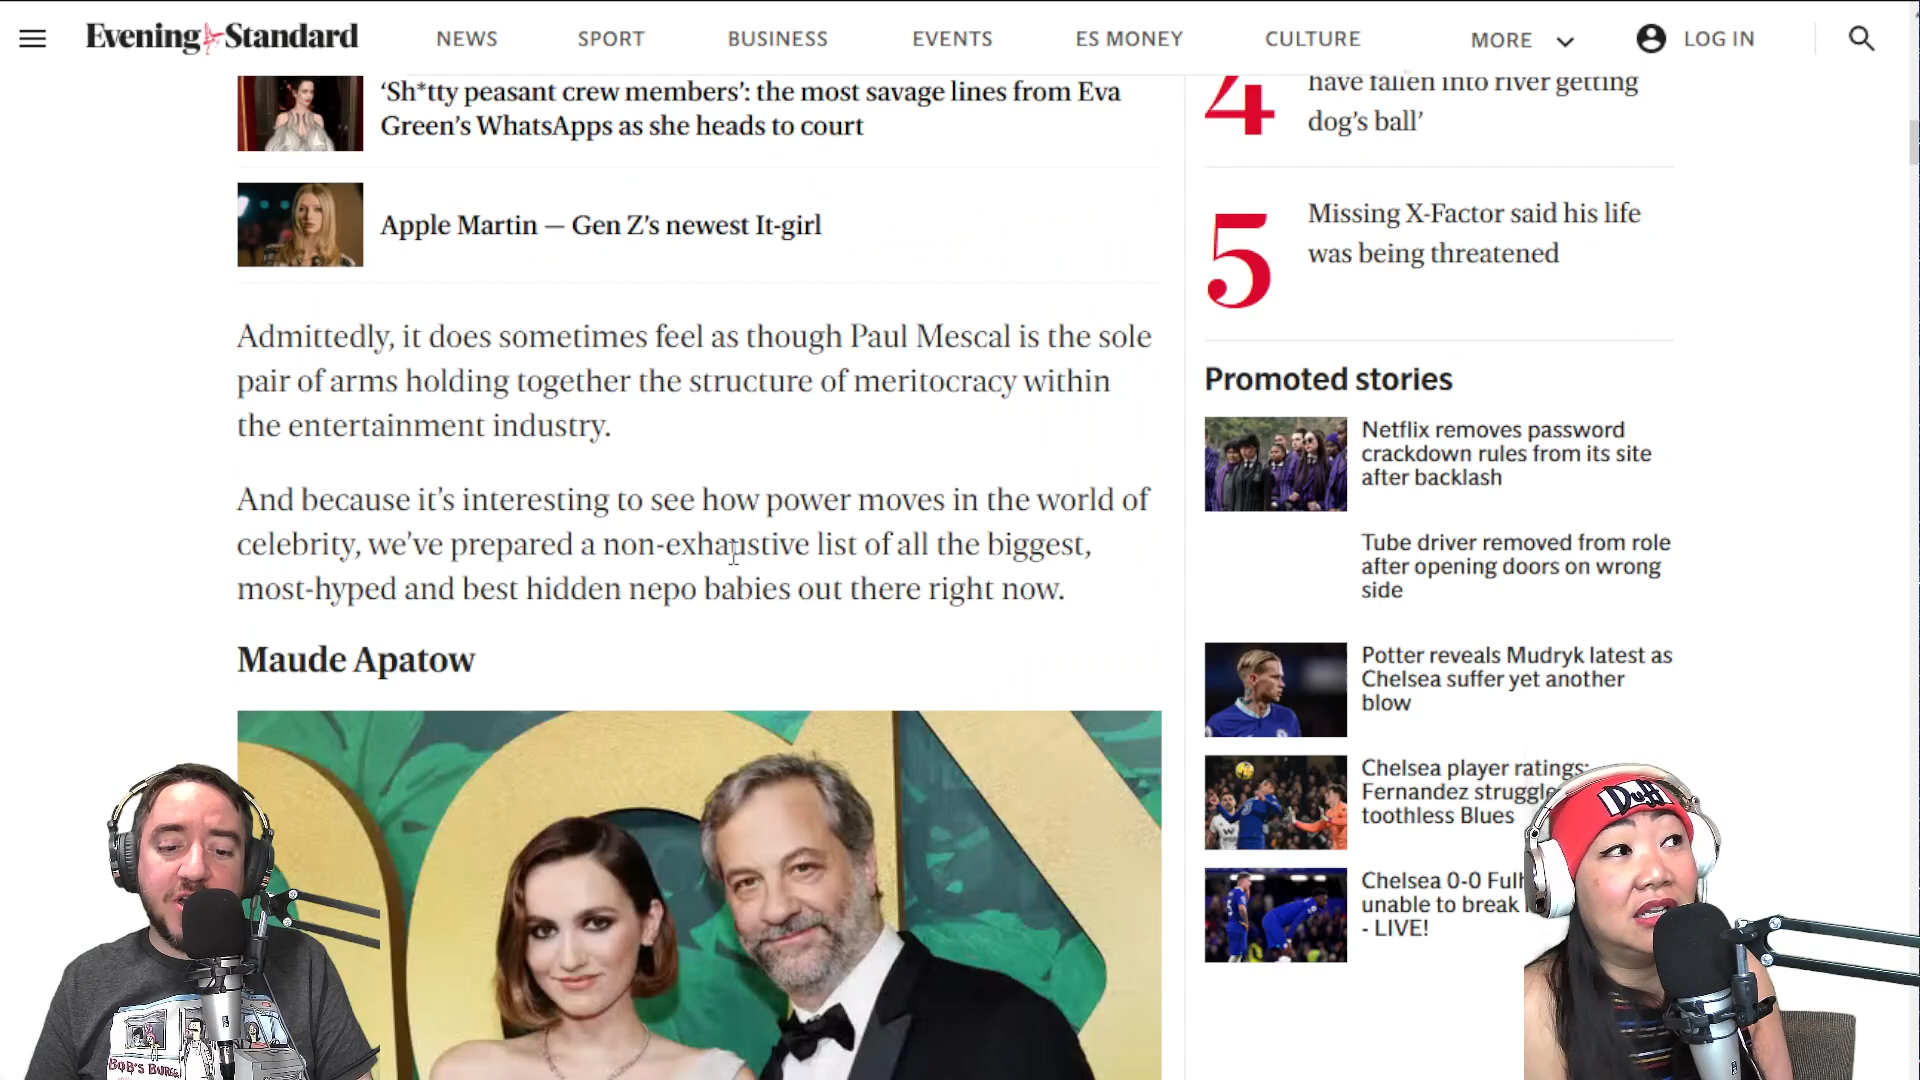 Evening Standard
NEWS
SPORT
BUSINESS
EVENTS
ES MONEY
CULTURE
MORE
LOG IN
‘Sh*tty peasant crew members’: the most savage lines from Eva
Green’s WhatsApps as she heads to court
Apple Martin — Gen Z’s newest It-girl
Admittedly, it does sometimes feel as though Paul Mescal is the sole
pair of arms holding together the structure of meritocracy within
the entertainment industry.
And because it’s interesting to see how power moves in the world of
celebrity, we’ve prepared a non-exhaustive list of all the biggest,
most-hyped and best hidden nepo babies out there right now.
Maude Apatow
4
have fallen into river getting
dog’s ball’
5
Missing X-Factor said his life
was being threatened
Promoted stories
Netflix removes password
crackdown rules from its site
after backlash
Tube driver removed from role
after opening doors on wrong
side
Potter reveals Mudryk latest as
Chelsea suffer yet another
blow
Chelsea player ratings:
Fernandez struggle
toothless Blues
Chelsea 0-0 Ful
unable to break
- LIVE!
Duff
BOB'S BURGE